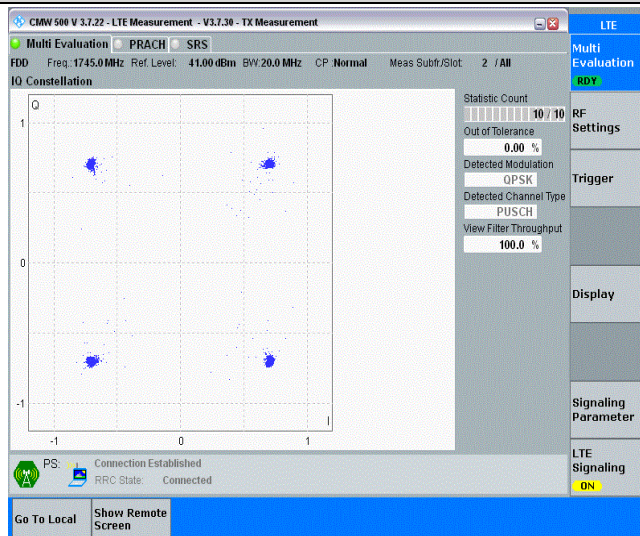 CMW 500 V 3.7.22 - LTE Measurement - V3.7.30 - TX Measurement
LTE
Multi Evaluation PRACH SRS
Multi
Evaluation
RDY
FDD Freq.:1745.0 MHz Ref. Level: 41.00 dBm BW:20.0 MHz CP :Normal Meas Subfr./Slot: 2 / All
IQ Constellation
Q
1
0
-1
-1 0 1
I
Statistic Count
10 / 10
Out of Tolerance
0.00 %
Detected Modulation
QPSK
Detected Channel Type
PUSCH
View Filter Throughput
100.0 %
RF
Settings
Trigger
Display
Signaling
Parameter
LTE
Signaling
ON
PS: Connection Established
RRC State: Connected
Go To Local
Show Remote
Screen